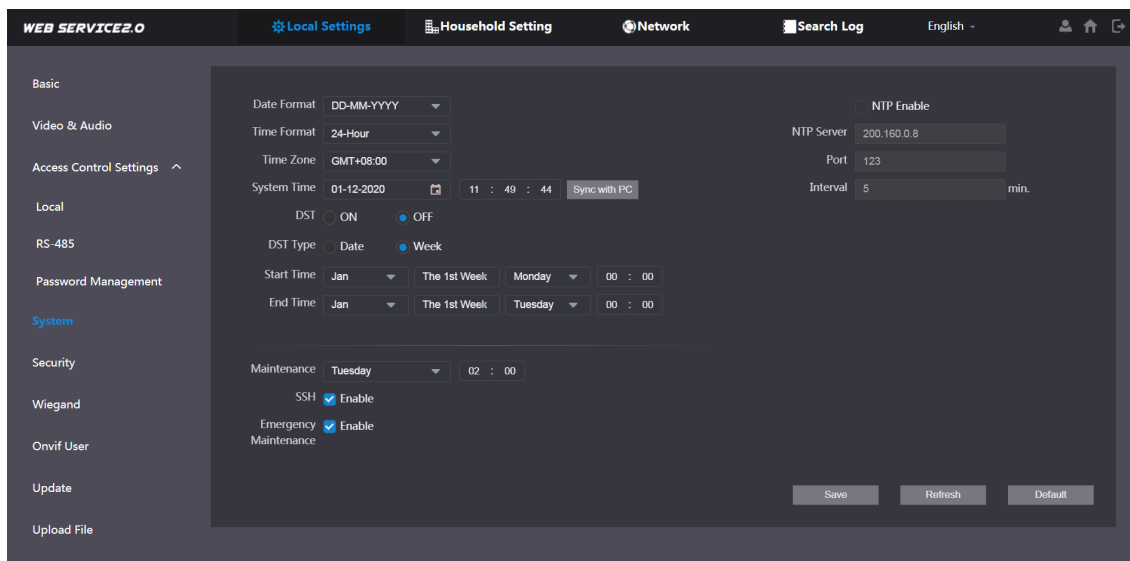 WEB SERVICE2.0 Local Settings Household Setting Network Search Log English
Basic
Video & Audio
Access Control Settings
Local
RS-485
Password Management
System
Security
Wiegand
Onvif User
Update
Upload File
Date Format DD-MM-YYYY
Time Format 24-Hour
Time Zone GMT+08:00
System Time 01-12-2020 11 : 49 : 44 Sync with PC
DST ON OFF
DST Type Date Week
Start Time Jan The 1st Week Monday 00 : 00
End Time Jan The 1st Week Tuesday 00 : 00
Maintenance Tuesday 02 : 00
SSH Enable
Emergency Enable
Maintenance
NTP Enable
NTP Server 200.160.0.8
Port 123
Interval 5 min.
Save Refresh Default